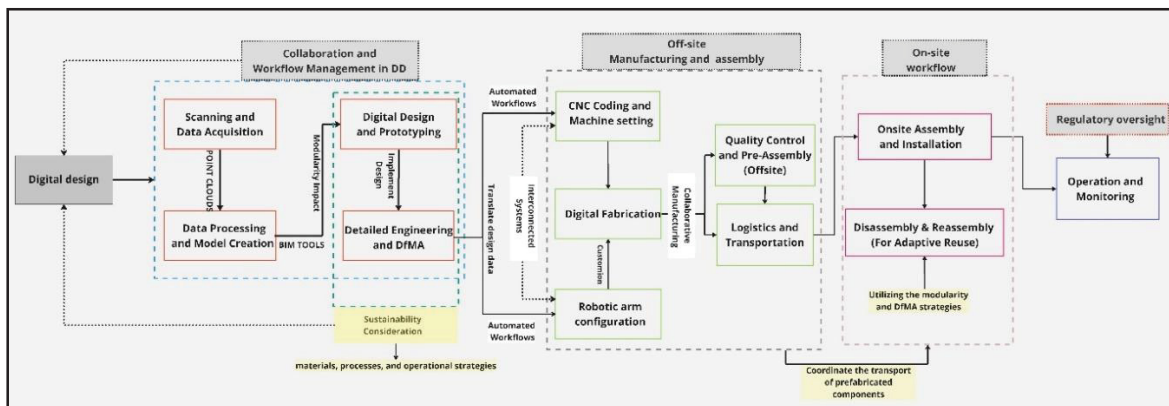 Collaboration and
Workflow Management in DD
Off-site
Manufacturing and assembly
On-site
workflow
Digital design
Scanning and
Data Acquisition
POINT CLOUDS
Data Processing
and Model Creation
BIM TOOLS
Modularity Impact
Digital Design
and Prototyping
Implement
Design
Detailed Engineering
and DfMA
Sustainability
Consideration
materials, processes, and operational strategies
Automated
Workflows
Translate design data
Interconnected
Systems
Automated
Workflows
CNC Coding and
Machine setting
Digital Fabrication
Customion
Robotic arm
configuration
Collaborative
Manufacturing
Quality Control
and Pre-Assembly
(Offsite)
Logistics and
Transportation
Coordinate the transport
of prefabricated
components
Onsite Assembly
and Installation
Disassembly & Reassembly
(For Adaptive Reuse)
Utilizing the modularity
and DfMA strategies
Regulatory oversight
Operation and
Monitoring